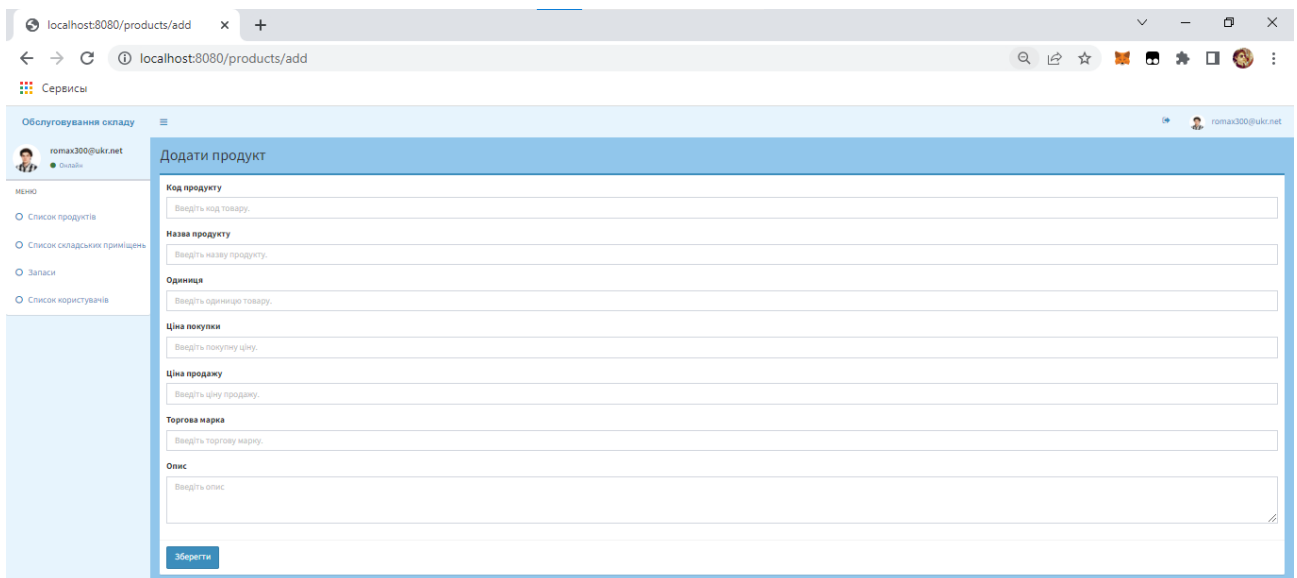 localhost:8080/products/add
localhost:8080/products/add
Сервисы
Обслуговування складу
romax300@ukr.net
romax300@ukr.net
Онлайн
МЕНЮ
Список продуктів
Список складських приміщень
Запаси
Список користувачів
Додати продукт
Код продукту
Введіть код товару.
Назва продукту
Введіть назву продукту.
Одиниця
Введіть одиницю товару.
Ціна покупки
Введіть покупну ціну.
Ціна продажу
Введіть ціну продажу.
Торгова марка
Введіть торгову марку.
Опис
Введіть опис
Зберегти